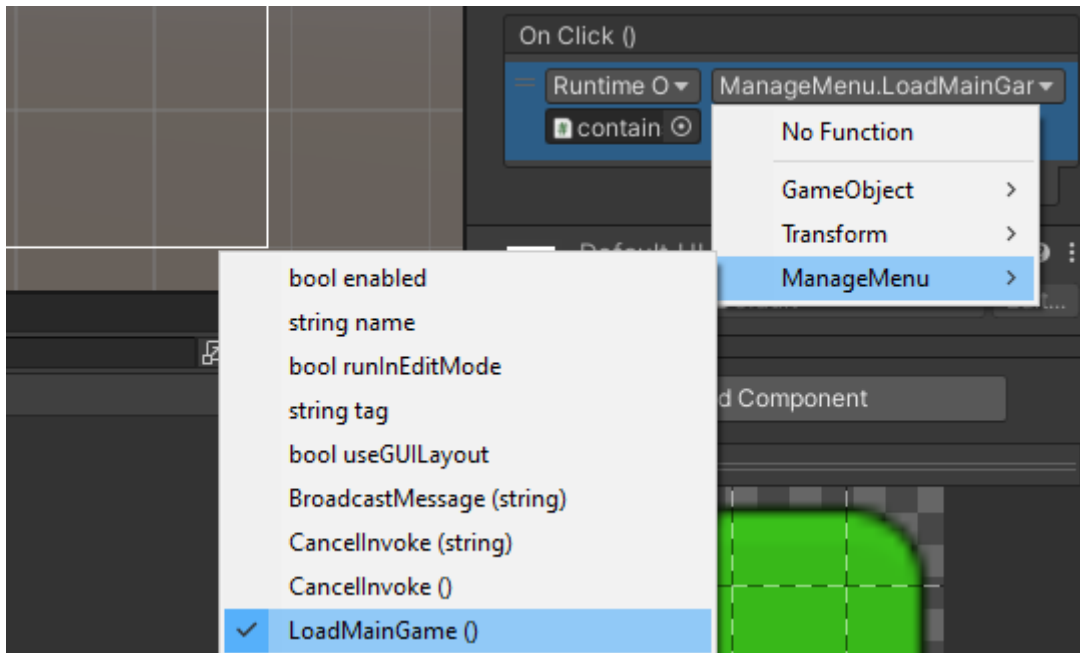 On Click ()
Runtime O
ManageMenu.LoadMainGar
contain
No Function
GameObject
Transform
ManageMenu
bool enabled
string name
bool runInEditMode
string tag
bool useGUILayout
BroadcastMessage (string)
CancelInvoke (string)
CancelInvoke ()
LoadMainGame ()
d Component